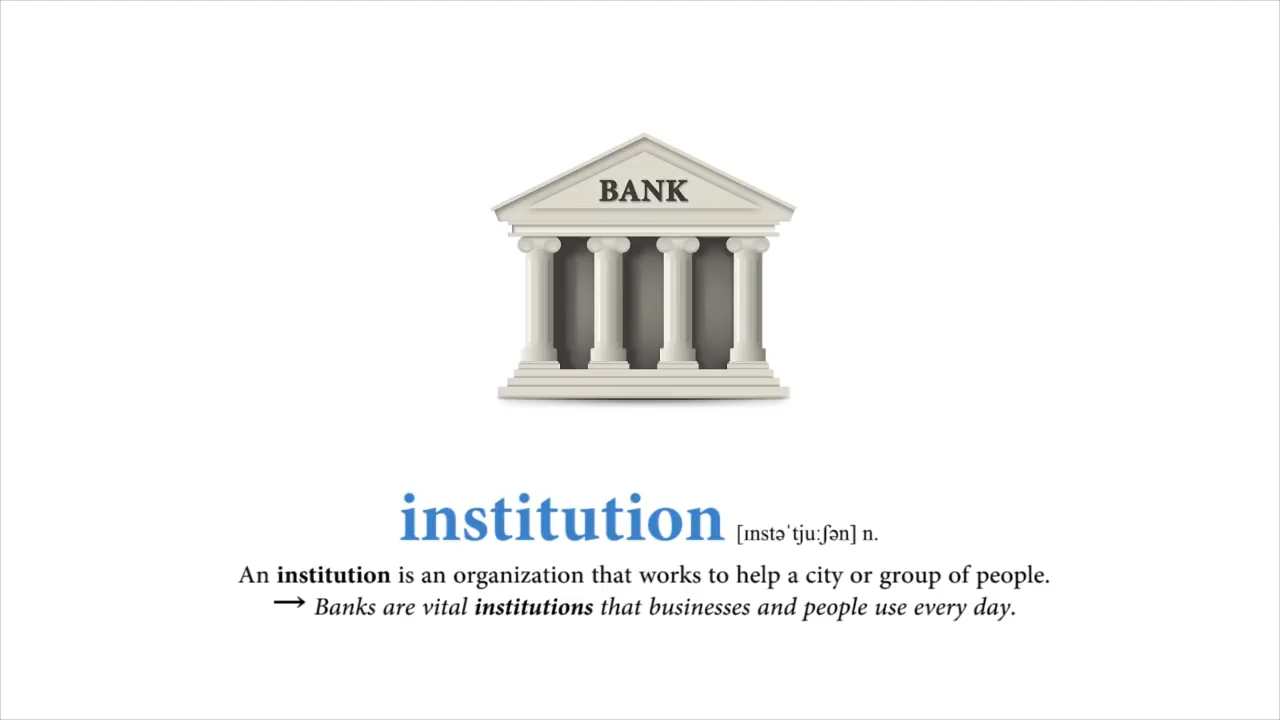 BANK
institution [ɪnstəˈtjuːʃən] n.
An institution is an organization that works to help a city or group of people.
→ Banks are vital institutions that businesses and people use every day.